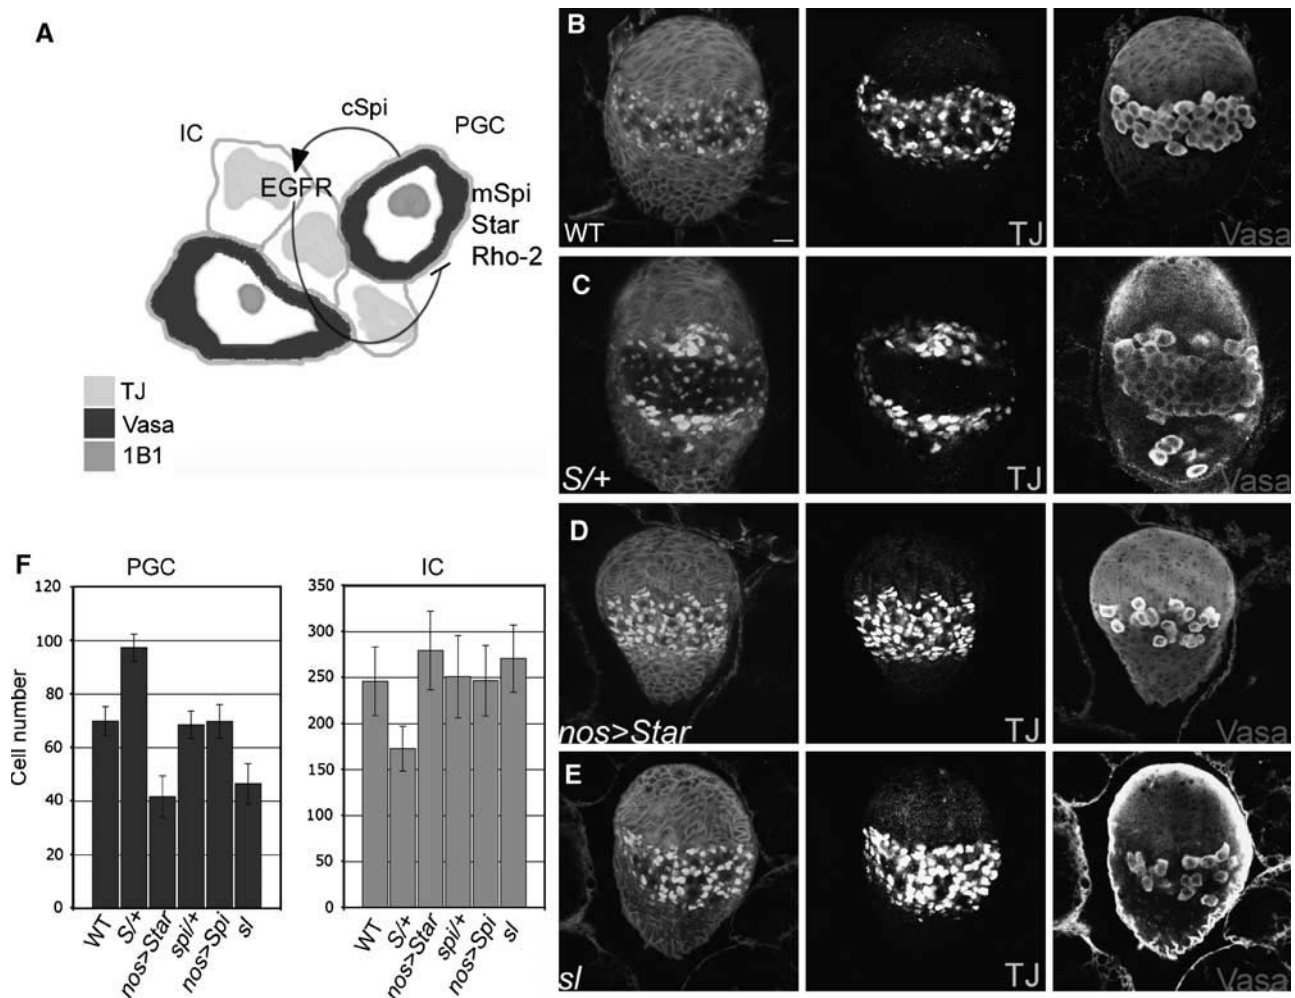 A
IC
cSpi
PGC
EGFR
mSpi
Star
Rho-2
TJ
Vasa
1B1
B
WT
TJ
Vasa
C
S/+
TJ
Vasa
D
nos>Star
TJ
Vasa
E
sl
TJ
Vasa
F
PGC
Cell number
120
100
80
60
40
20
0
WT
S/+
nos>Star
spi/+
nos>Spi
sl
IC
350
300
250
200
150
100
50
0
WT
S/+
nos>Star
spi/+
nos>Spi
sl